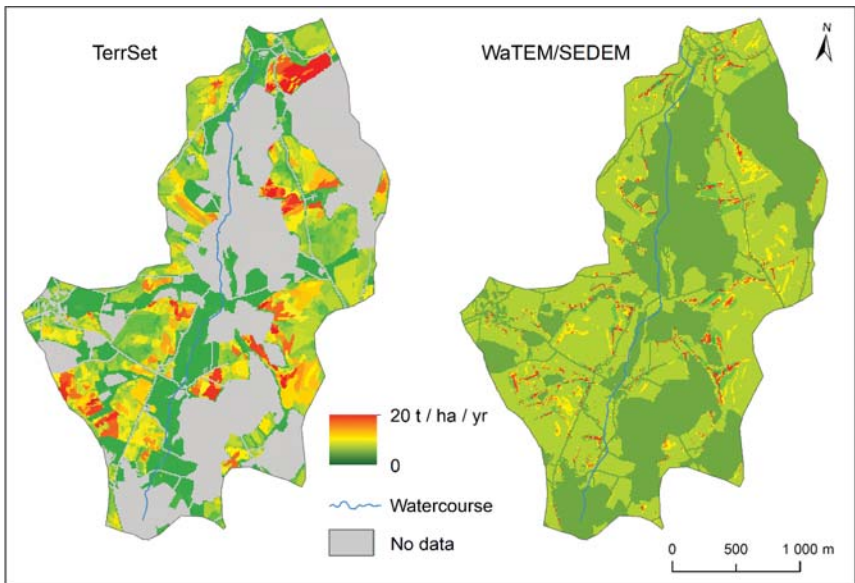 TerrSet
WaTEM/SEDEM
N
20 t / ha / yr
0
Watercourse
No data
0 500 1 000 m